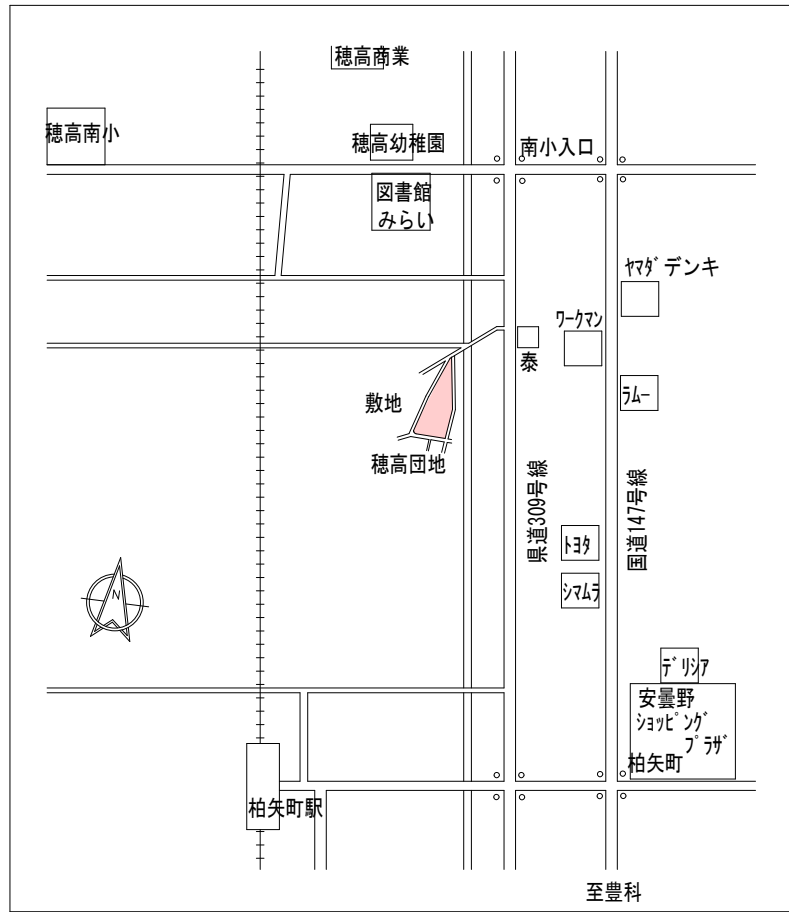 穂高商業
穂高南小
穂高幼稚園
南小入口
図書館
みらい
ﾔﾏﾀﾞデンキ
ﾜｰｸﾏﾝ
泰
ﾗﾑｰ
敷地
穂高団地
県道309号線
国道147号線
ﾄﾖﾀ
ｼﾏﾑﾗ
N
ﾃﾞﾘｼｱ
安曇野
ｼｮｯﾋﾟﾝｸﾞ
ﾌﾟﾗｻﾞ
柏矢町
柏矢町駅
至豊科